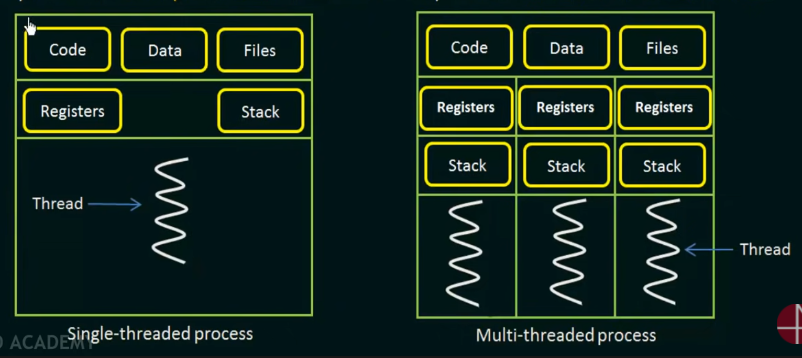 Code Data Files
Registers Stack
Thread
Single-threaded process
Code Data Files
Registers Registers Registers
Stack Stack Stack
Thread
Multi-threaded process
ACADEMY